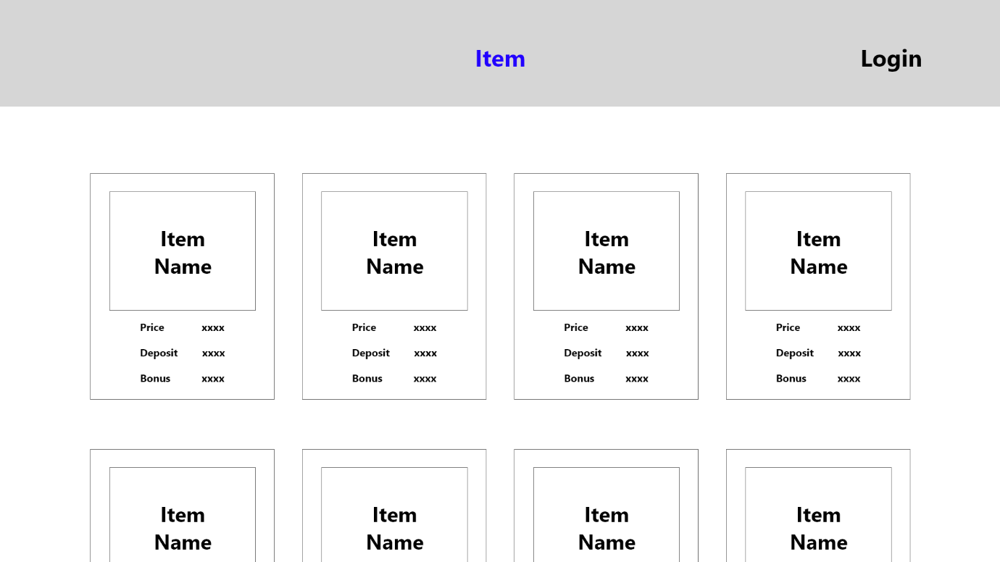 Item
Login
Item Item Item Item
Name Name Name Name
Price xxxx Price xxxx Price xxxx Price xxxx
Deposit xxxx Deposit xxxx Deposit xxxx Deposit xxxx
Bonus xxxx Bonus xxxx Bonus xxxx Bonus xxxx
Item Item Item Item
Name Name Name Name